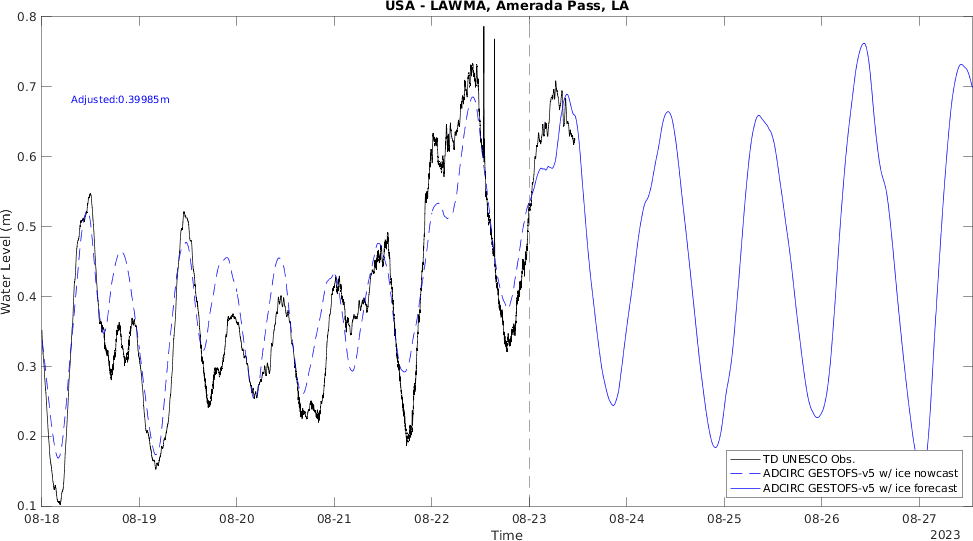 USA - LAWMA, Amerada Pass, LA
0.8
0.7
Adjusted:0.39985m
0.6
0.5
Water Level (m)
0.4
0.3
0.2
TD UNESCO Obs.
ADCIRC GESTOFS-v5 w/ ice nowcast
ADCIRC GESTOFS-v5 w/ ice forecast
0.1
08-18 08-19 08-20 08-21 08-22 08-23 08-24 08-25 08-26 08-27
Time
2023